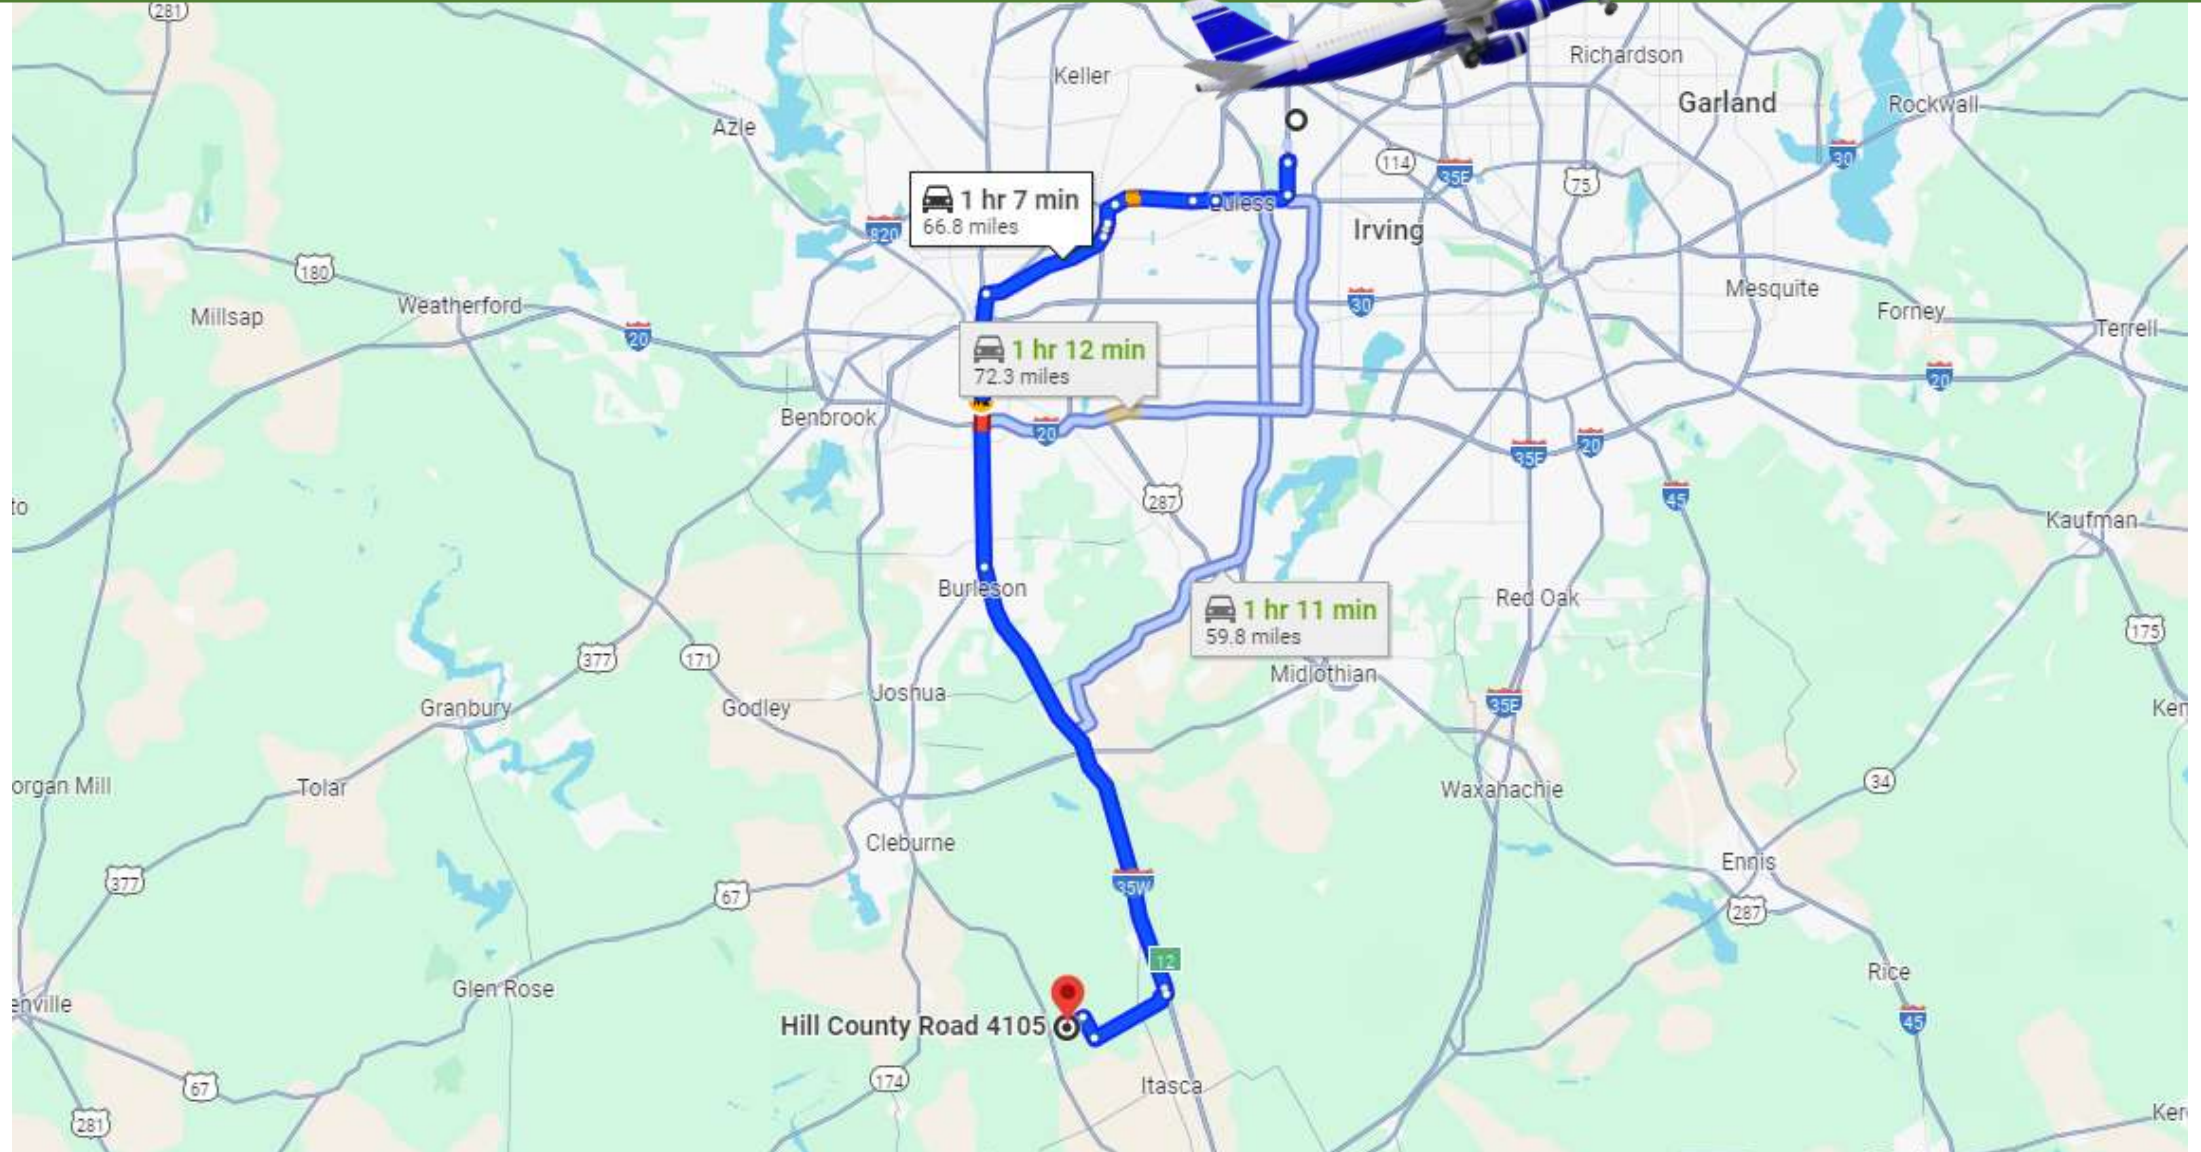 281
Keller
Richardson
Garland
Rockwall
Azle
30
114
35E
75
1 hr 7 min
66.8 miles
Euless
820
Irving
180
Weatherford
Millsap
30
Mesquite
Forney
Terrell
20
1 hr 12 min
72.3 miles
20
Benbrook
20
35E
20
287
45
to
Kaufman
Burleson
1 hr 11 min
59.8 miles
Red Oak
175
377
171
Midlothian
Joshua
Granbury
Godley
35E
Ken
organ Mill
Tolar
Waxahachie
34
Cleburne
Ennis
377
35W
67
287
12
Rice
Glen Rose
enville
Hill County Road 4105
45
67
174
Itasca
281
Ker